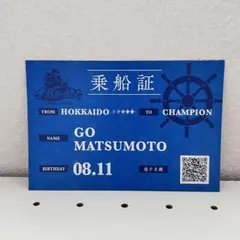 乗船証
FROM HOKKAIDO TO CHAMPION
NAME GO
MATSUMOTO
BIRTHDAY 08.11